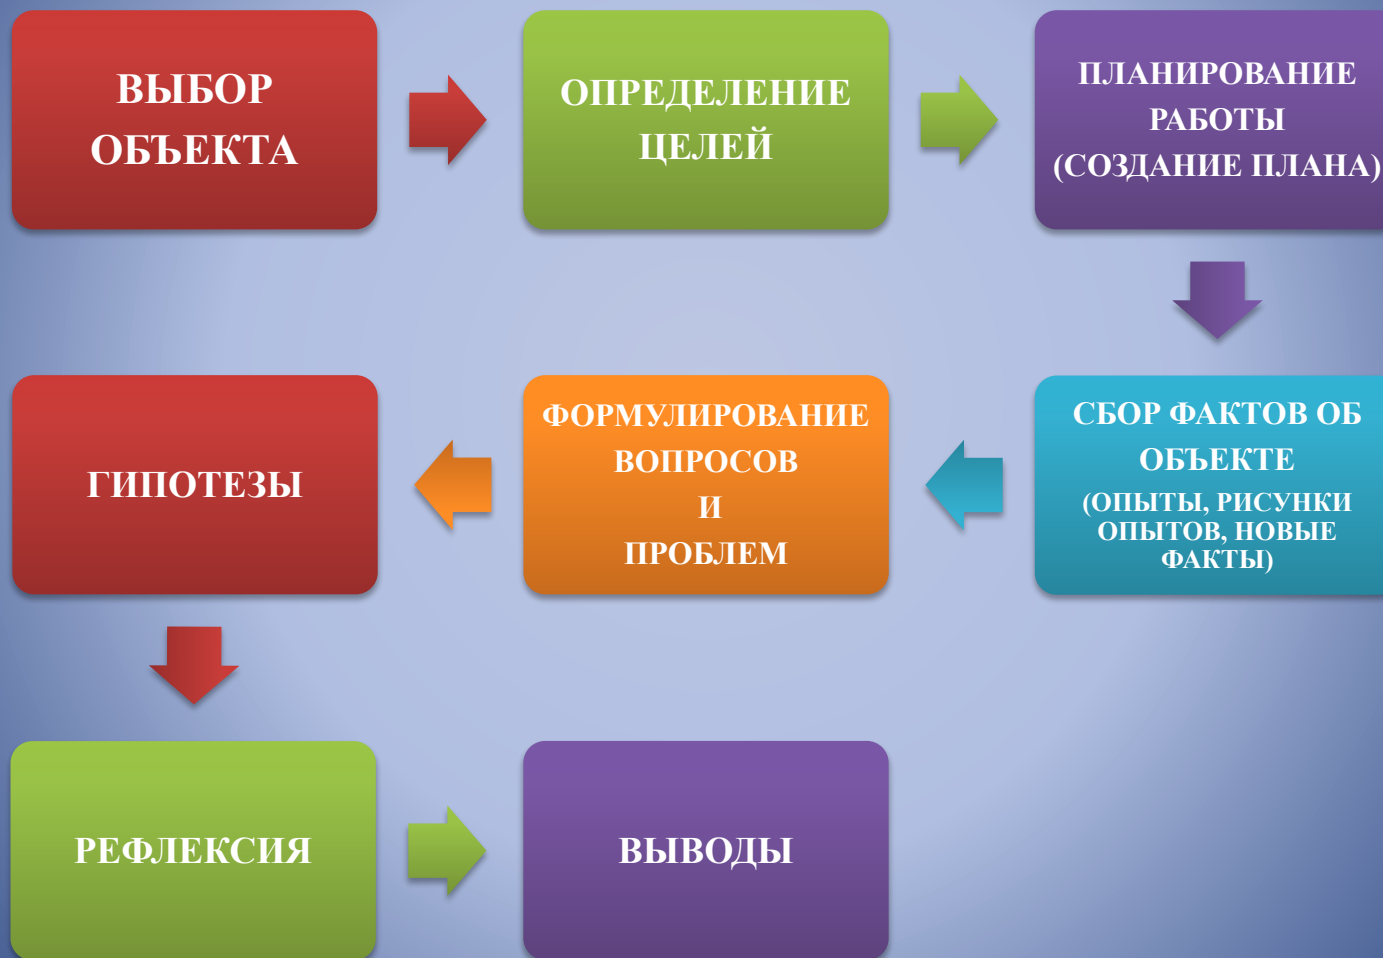 ВЫБОР
ОБЪЕКТА
ОПРЕДЕЛЕНИЕ
ЦЕЛЕЙ
ПЛАНИРОВАНИЕ
РАБОТЫ
(СОЗДАНИЕ ПЛАНА)
СБОР ФАКТОВ ОБ
ОБЪЕКТЕ
(ОПЫТЫ, РИСУНКИ
ОПЫТОВ, НОВЫЕ
ФАКТЫ)
ФОРМУЛИРОВАНИЕ
ВОПРОСОВ
И
ПРОБЛЕМ
ГИПОТЕЗЫ
РЕФЛЕКСИЯ
ВЫВОДЫ